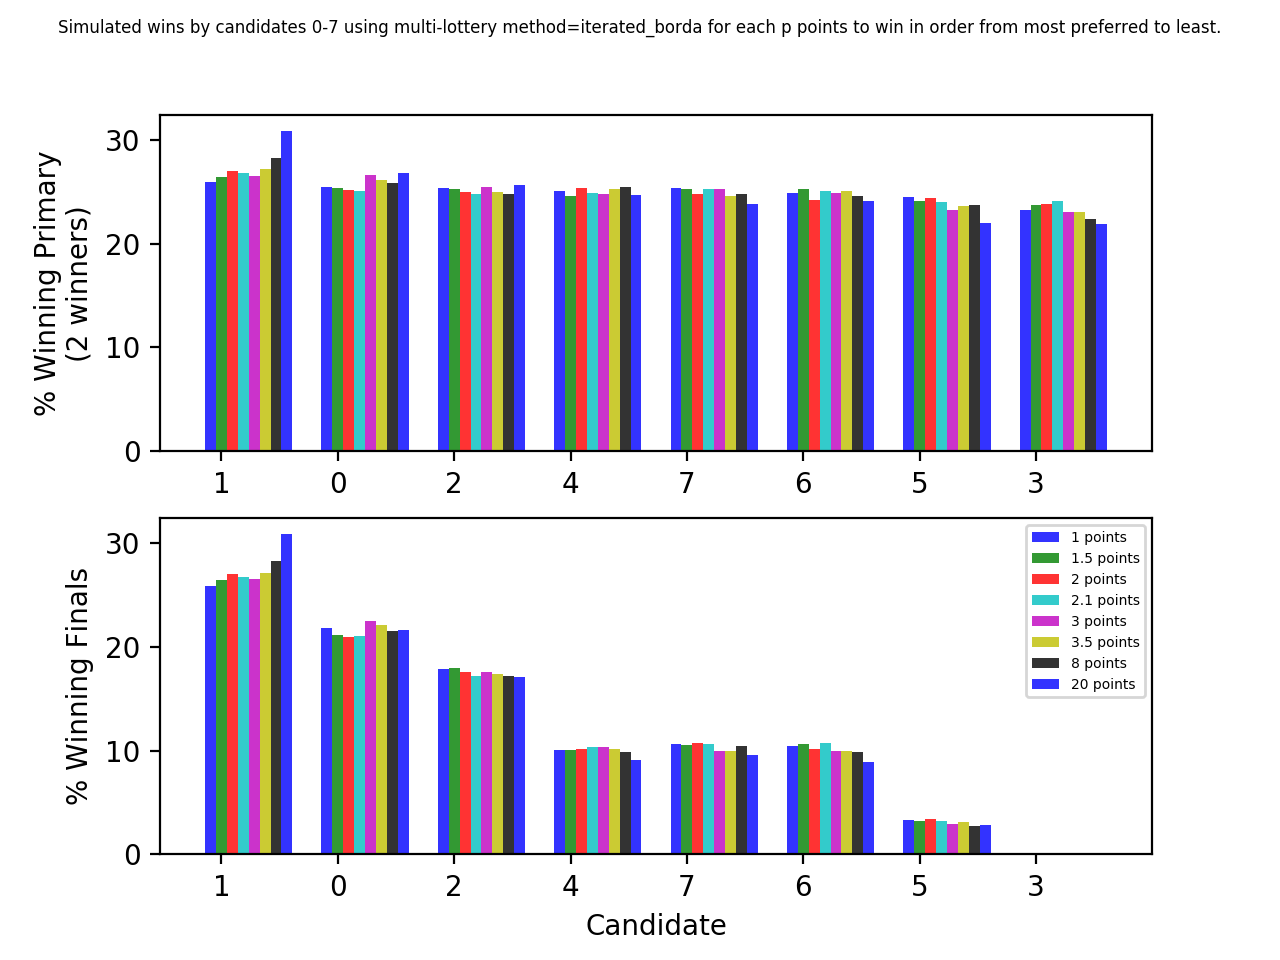 Simulated wins by candidates 0-7 using multi-lottery method=iterated_borda for each p points to win in order from most preferred to least.
% Winning Primary
(2 winners)
30
20
10
0
1 0 2 4 7 6 5 3
% Winning Finals
30
20
10
0
1 points
1.5 points
2 points
2.1 points
3 points
3.5 points
8 points
20 points
1 0 2 4 7 6 5 3
Candidate